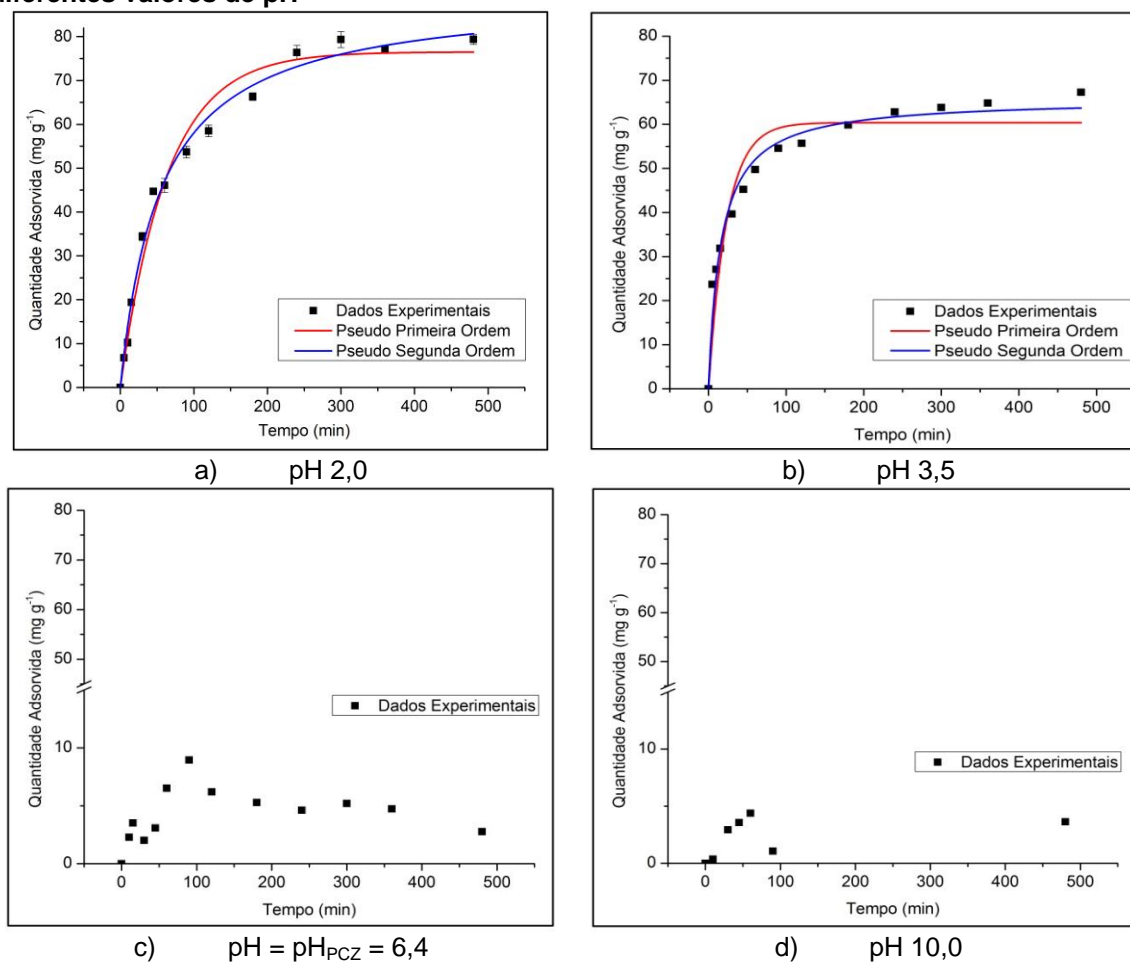 diferentes valores de pH
80
70
60
50
40
30
20
10
0
Quantidade Adsorvida (mg g⁻¹)
Dados Experimentais
Pseudo Primeira Ordem
Pseudo Segunda Ordem
0 100 200 300 400 500
Tempo (min)
a) pH 2,0
80
70
60
50
40
30
20
10
0
Quantidade Adsorvida (mg g⁻¹)
Dados Experimentais
Pseudo Primeira Ordem
Pseudo Segunda Ordem
0 100 200 300 400 500
Tempo (min)
b) pH 3,5
80
70
60
50
10
0
Quantidade Adsorvida (mg g⁻¹)
Dados Experimentais
0 100 200 300 400 500
Tempo (min)
c) pH = pH_PCZ = 6,4
80
70
60
50
10
0
Quantidade Adsorvida (mg g⁻¹)
Dados Experimentais
0 100 200 300 400 500
Tempo (min)
d) pH 10,0